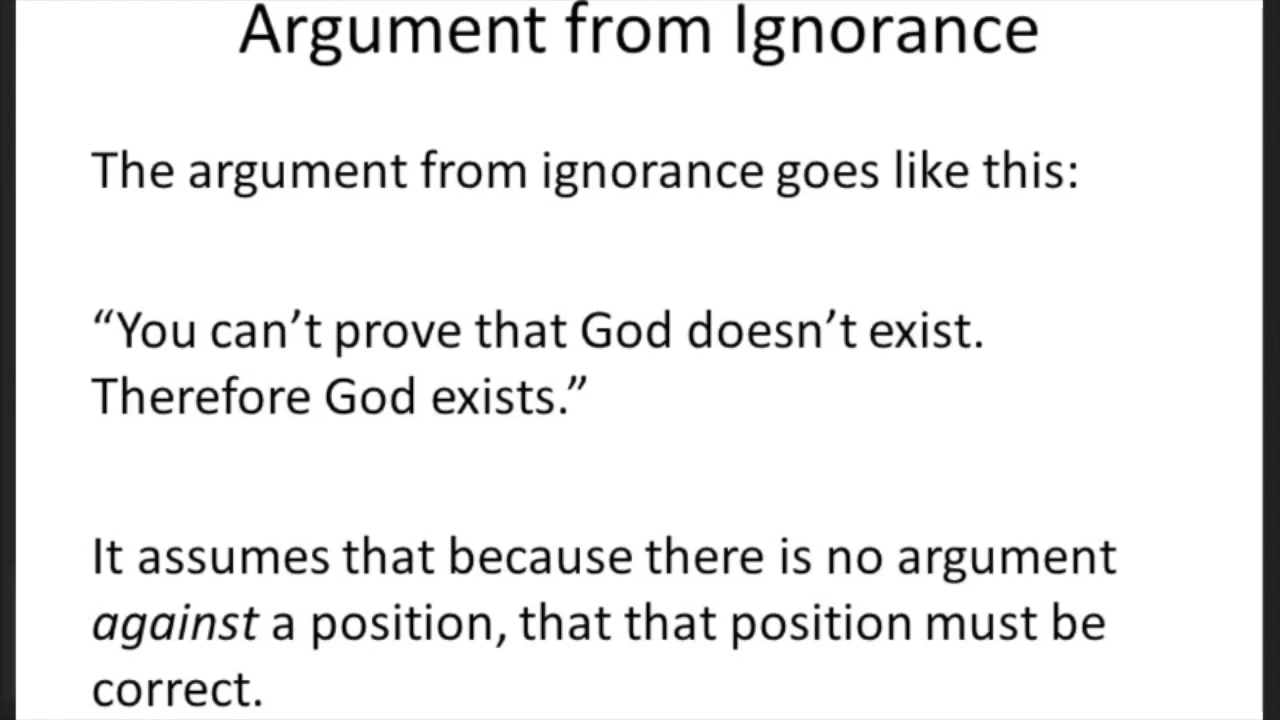 Argument from Ignorance
The argument from ignorance goes like this:
“You can’t prove that God doesn’t exist.
Therefore God exists.”
It assumes that because there is no argument
against a position, that that position must be
correct.